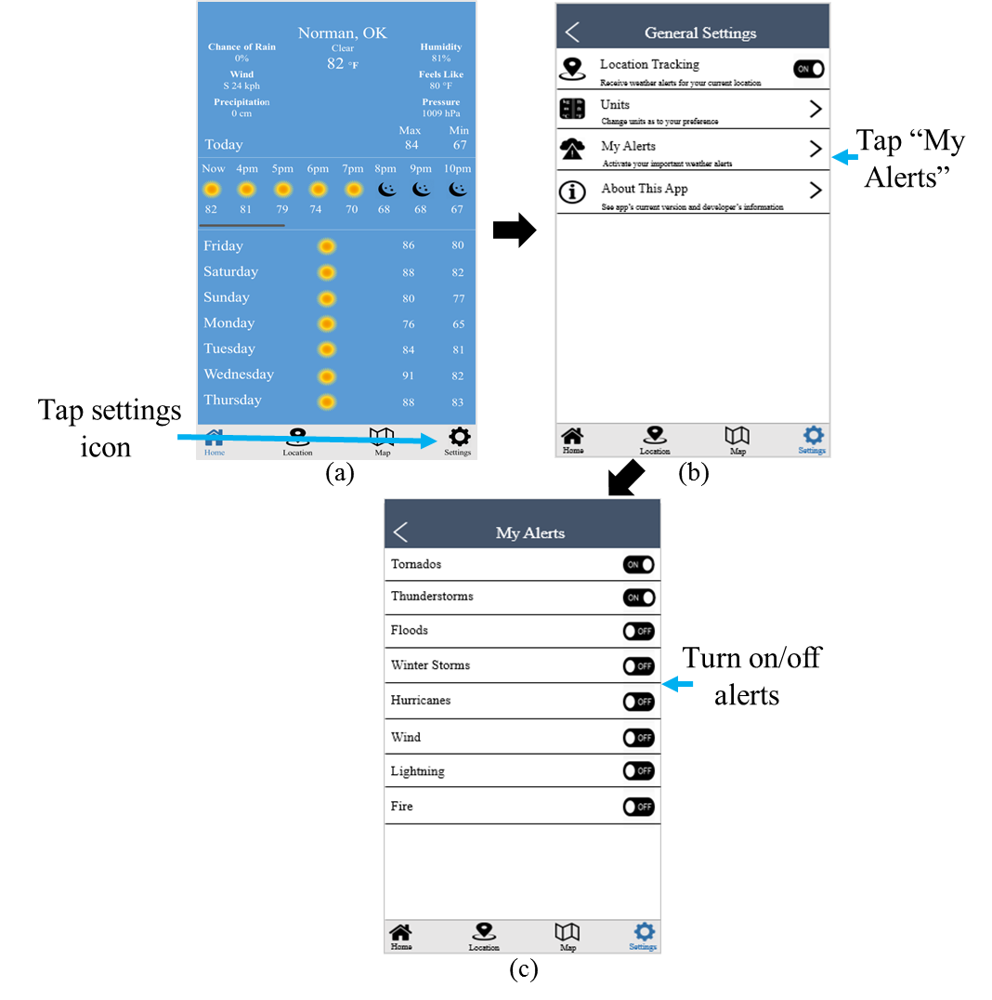 Norman, OK
Clear
82 °F
Chance of Rain
0%
Wind
S 24 kph
Precipitation
0 cm
Humidity
81%
Feels Like
80 °F
Pressure
1009 hPa
Max Min
Today 84 67
Now 4pm 5pm 6pm 7pm 8pm 9pm 10pm
82 81 79 74 70 68 68 67
Friday 86 80
Saturday 88 82
Sunday 80 77
Monday 76 65
Tuesday 84 81
Wednesday 91 82
Thursday 88 83
Home Location Map Settings
Tap settings
icon
(a)
General Settings
Location Tracking ON
Receive weather alerts for your current location
kg lb
°C °F
Units
Change units as to your preference
My Alerts
Activate your important weather alerts
About This App
See app's current version and developer's information
Home Location Map Settings
Tap “My
Alerts”
(b)
My Alerts
Tornados ON
Thunderstorms ON
Floods OFF
Winter Storms OFF
Hurricanes OFF
Wind OFF
Lightning OFF
Fire OFF
Home Location Map Settings
Turn on/off
alerts
(c)